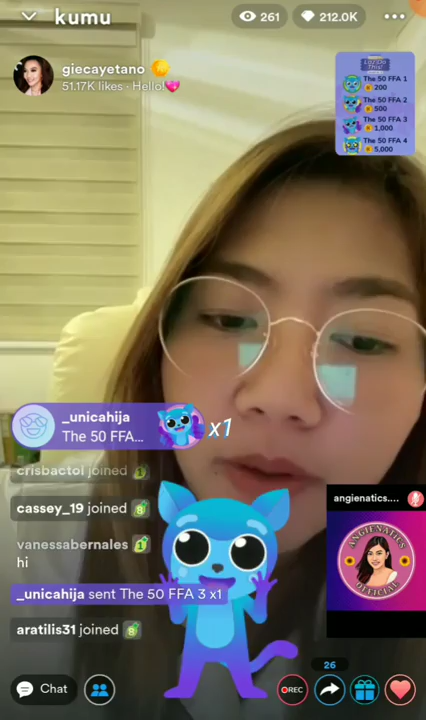 kumu
261
212.0K
giecayetano
51.17K likes · Hello!
The 50 FFA 1
200
The 50 FFA 2
500
The 50 FFA 3
1,000
The 50 FFA 4
5,000
_unicahija
The 50 FFA...
x1
crisbactol joined
cassey_19 joined 8
vanessabernales 1
hi
_unicahija sent The 50 FFA 3 x1
aratilis31 joined 8
angienatics....
ANGIENATICS
OFFICIAL
26
Chat
REC